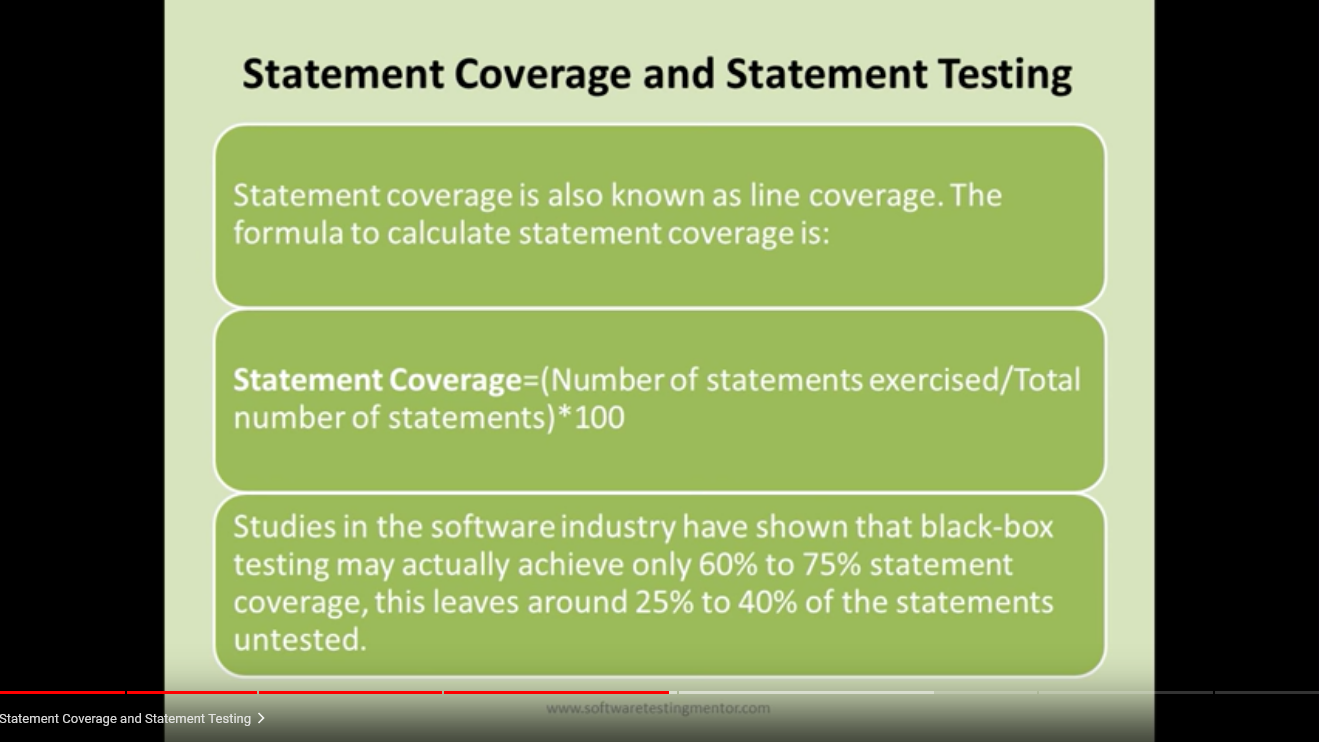 Statement Coverage and Statement Testing
Statement coverage is also known as line coverage. The
formula to calculate statement coverage is:
Statement Coverage=(Number of statements exercised/Total
number of statements)*100
Studies in the software industry have shown that black-box
testing may actually achieve only 60% to 75% statement
coverage, this leaves around 25% to 40% of the statements
untested.
www.softwaretestingmentor.com
Statement Coverage and Statement Testing